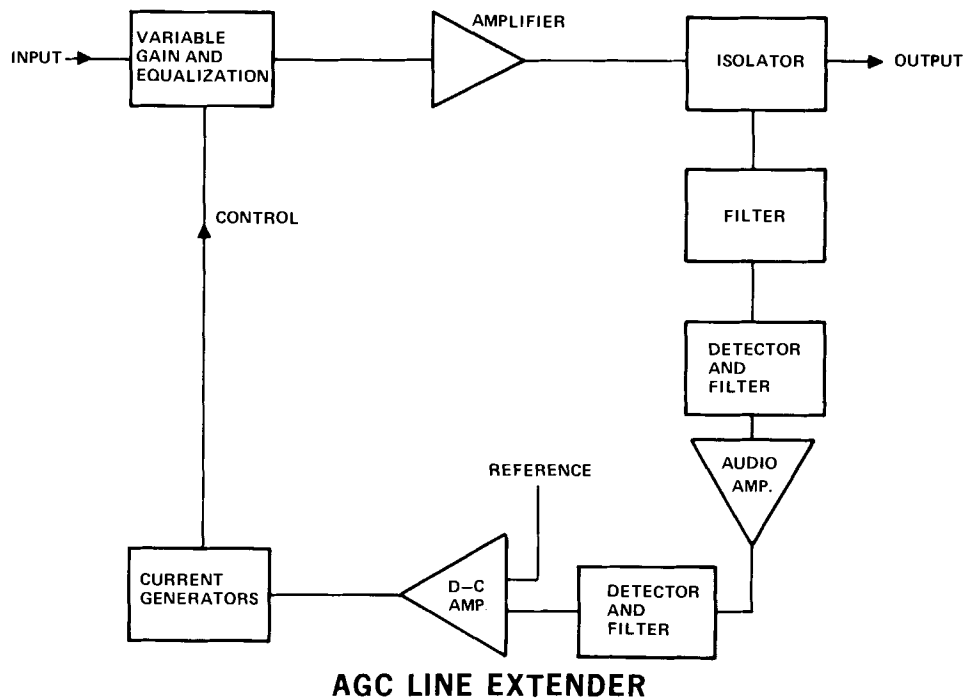 VARIABLE
GAIN AND
EQUALIZATION
INPUT
AMPLIFIER
ISOLATOR
OUTPUT
FILTER
CONTROL
DETECTOR
AND
FILTER
AUDIO
AMP.
REFERENCE
CURRENT
GENERATORS
D-C
AMP.
DETECTOR
AND
FILTER
AGC LINE EXTENDER